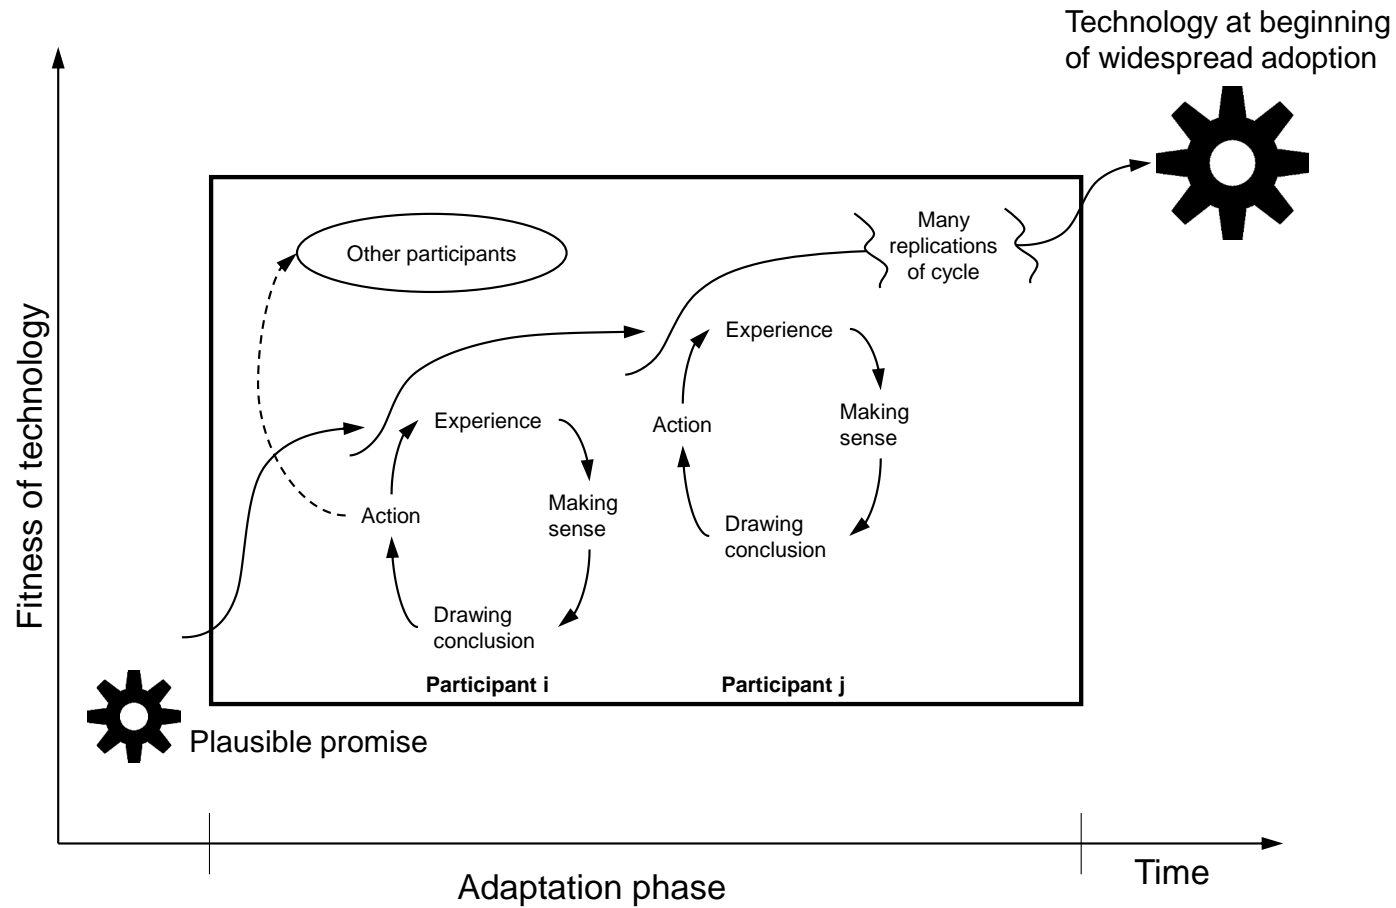 Technology at beginning
of widespread adoption
Fitness of technology
Other participants
Many
replications
of cycle
Experience
Making
sense
Action
Drawing
conclusion
Participant i
Experience
Making
sense
Action
Drawing
conclusion
Participant j
Plausible promise
Adaptation phase
Time